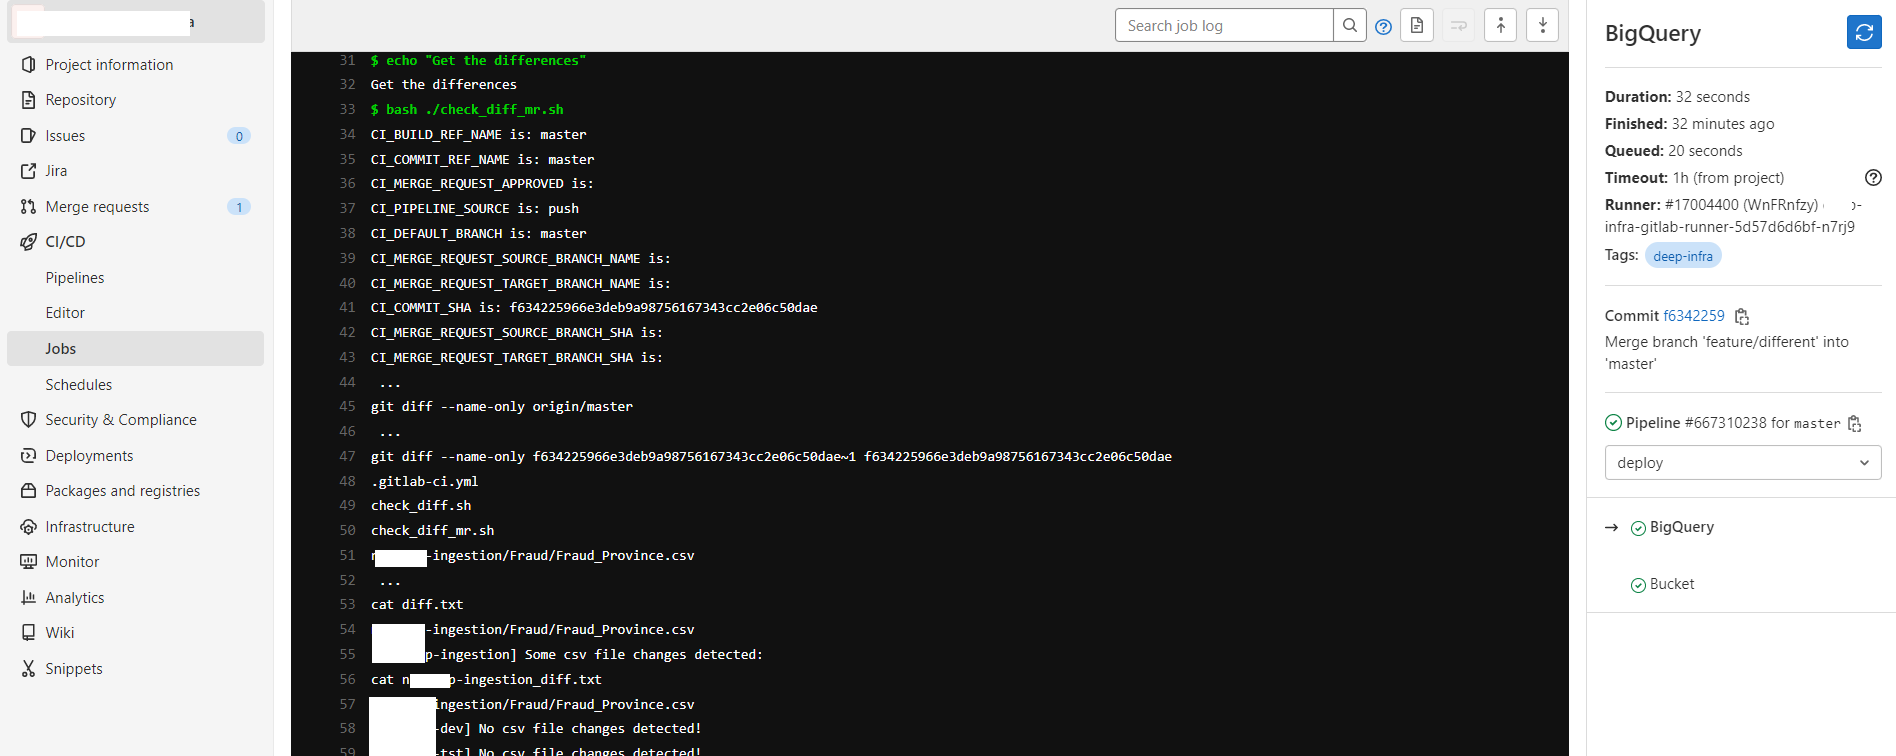 a
Project information
Repository
Issues 0
Jira
Merge requests 1
CI/CD
Pipelines
Editor
Jobs
Schedules
Security & Compliance
Deployments
Packages and registries
Infrastructure
Monitor
Analytics
Wiki
Snippets
Search job log
31 $ echo "Get the differences"
32 Get the differences
33 $ bash ./check_diff_mr.sh
34 CI_BUILD_REF_NAME is: master
35 CI_COMMIT_REF_NAME is: master
36 CI_MERGE_REQUEST_APPROVED is:
37 CI_PIPELINE_SOURCE is: push
38 CI_DEFAULT_BRANCH is: master
39 CI_MERGE_REQUEST_SOURCE_BRANCH_NAME is:
40 CI_MERGE_REQUEST_TARGET_BRANCH_NAME is:
41 CI_COMMIT_SHA is: f634225966e3deb9a98756167343cc2e06c50dae
42 CI_MERGE_REQUEST_SOURCE_BRANCH_SHA is:
43 CI_MERGE_REQUEST_TARGET_BRANCH_SHA is:
44 ...
45 git diff --name-only origin/master
46 ...
47 git diff --name-only f634225966e3deb9a98756167343cc2e06c50dae~1 f634225966e3deb9a98756167343cc2e06c50dae
48 .gitlab-ci.yml
49 check_diff.sh
50 check_diff_mr.sh
51 -ingestion/Fraud/Fraud_Province.csv
52 ...
53 cat diff.txt
54 -ingestion/Fraud/Fraud_Province.csv
55 p-ingestion] Some csv file changes detected:
56 cat n p-ingestion_diff.txt
57 ingestion/Fraud/Fraud_Province.csv
58 -dev] No csv file changes detected!
59 -tst] No csv file changes detected!
BigQuery
Duration: 32 seconds
Finished: 32 minutes ago
Queued: 20 seconds
Timeout: 1h (from project)
Runner: #17004400 (WnFRnfzy)
infra-gitlab-runner-5d57d6d6bf-n7rj9
Tags: deep-infra
Commit f6342259
Merge branch 'feature/different' into
'master'
Pipeline #667310238 for master
deploy
→ BigQuery
Bucket